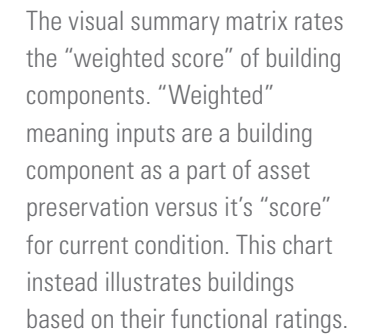 The visual summary matrix rates
the “weighted score” of building
components. “Weighted”
meaning inputs are a building
component as a part of asset
preservation versus it’s “score”
for current condition. This chart
instead illustrates buildings
based on their functional ratings.